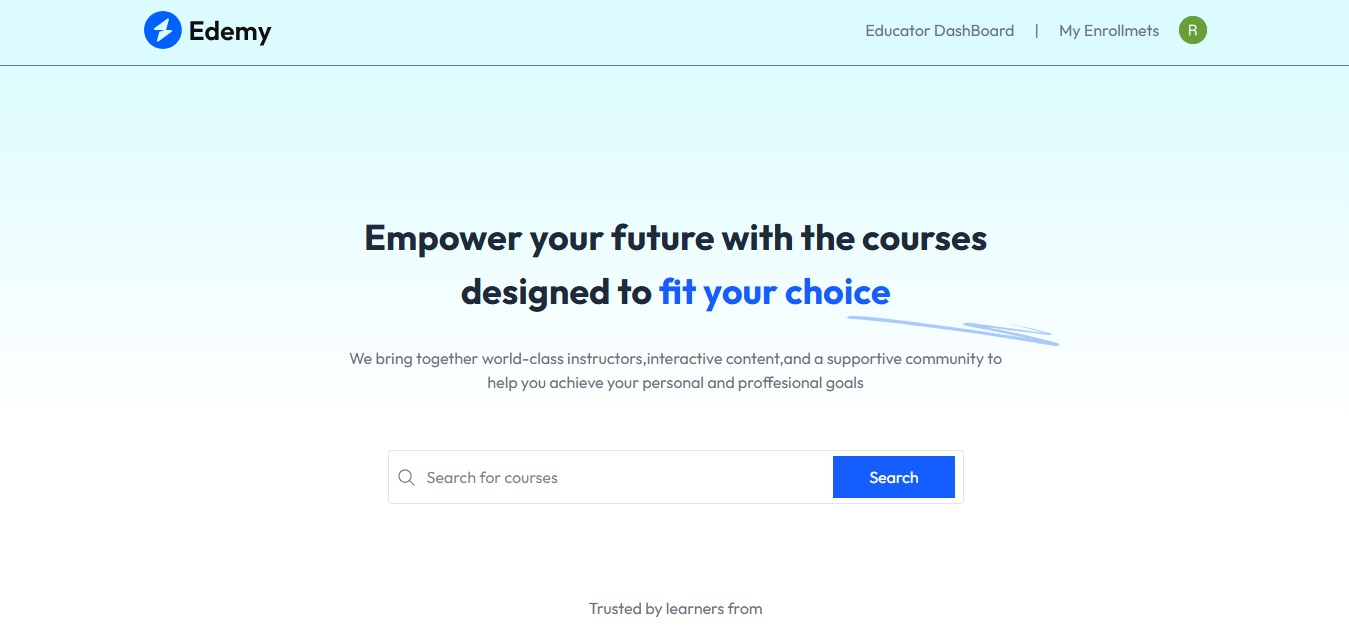 Edemy
Educator DashBoard | My Enrollmets R
Empower your future with the courses
designed to fit your choice
We bring together world-class instructors,interactive content,and a supportive community to
help you achieve your personal and proffesional goals
Search for courses
Search
Trusted by learners from